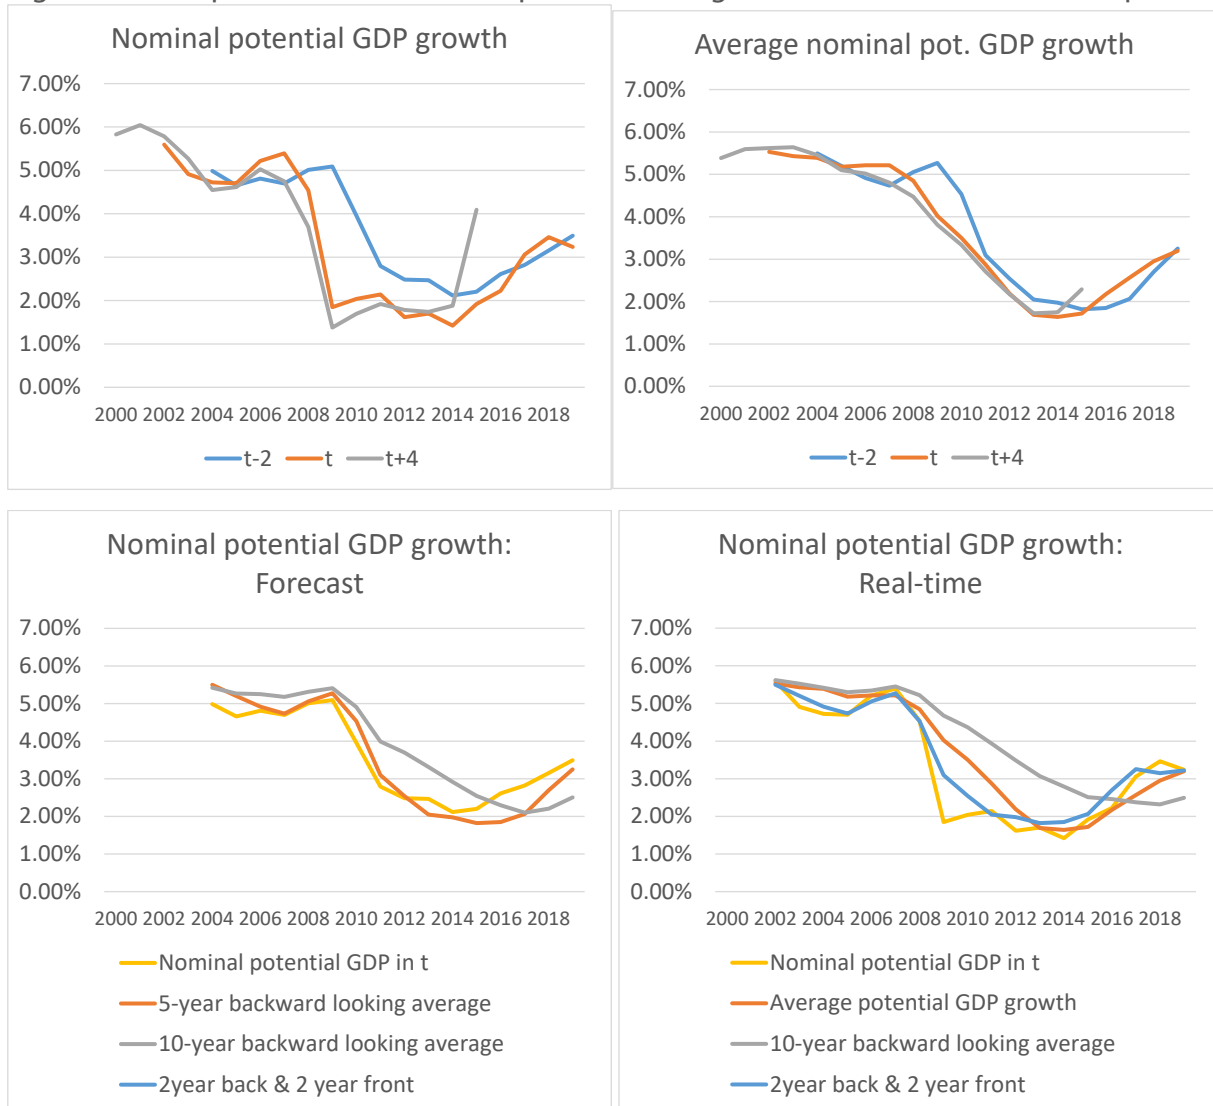 Nominal potential GDP growth
7.00%
6.00%
5.00%
4.00%
3.00%
2.00%
1.00%
0.00%
2000 2002 2004 2006 2008 2010 2012 2014 2016 2018
t-2 t t+4
Average nominal pot. GDP growth
7.00%
6.00%
5.00%
4.00%
3.00%
2.00%
1.00%
0.00%
2000 2002 2004 2006 2008 2010 2012 2014 2016 2018
t-2 t t+4
Nominal potential GDP growth:
Forecast
7.00%
6.00%
5.00%
4.00%
3.00%
2.00%
1.00%
0.00%
2000 2002 2004 2006 2008 2010 2012 2014 2016 2018
Nominal potential GDP in t
5-year backward looking average
10-year backward looking average
2year back & 2 year front
Nominal potential GDP growth:
Real-time
7.00%
6.00%
5.00%
4.00%
3.00%
2.00%
1.00%
0.00%
2000 2002 2004 2006 2008 2010 2012 2014 2016 2018
Nominal potential GDP in t
Average potential GDP growth
10-year backward looking average
2year back & 2 year front